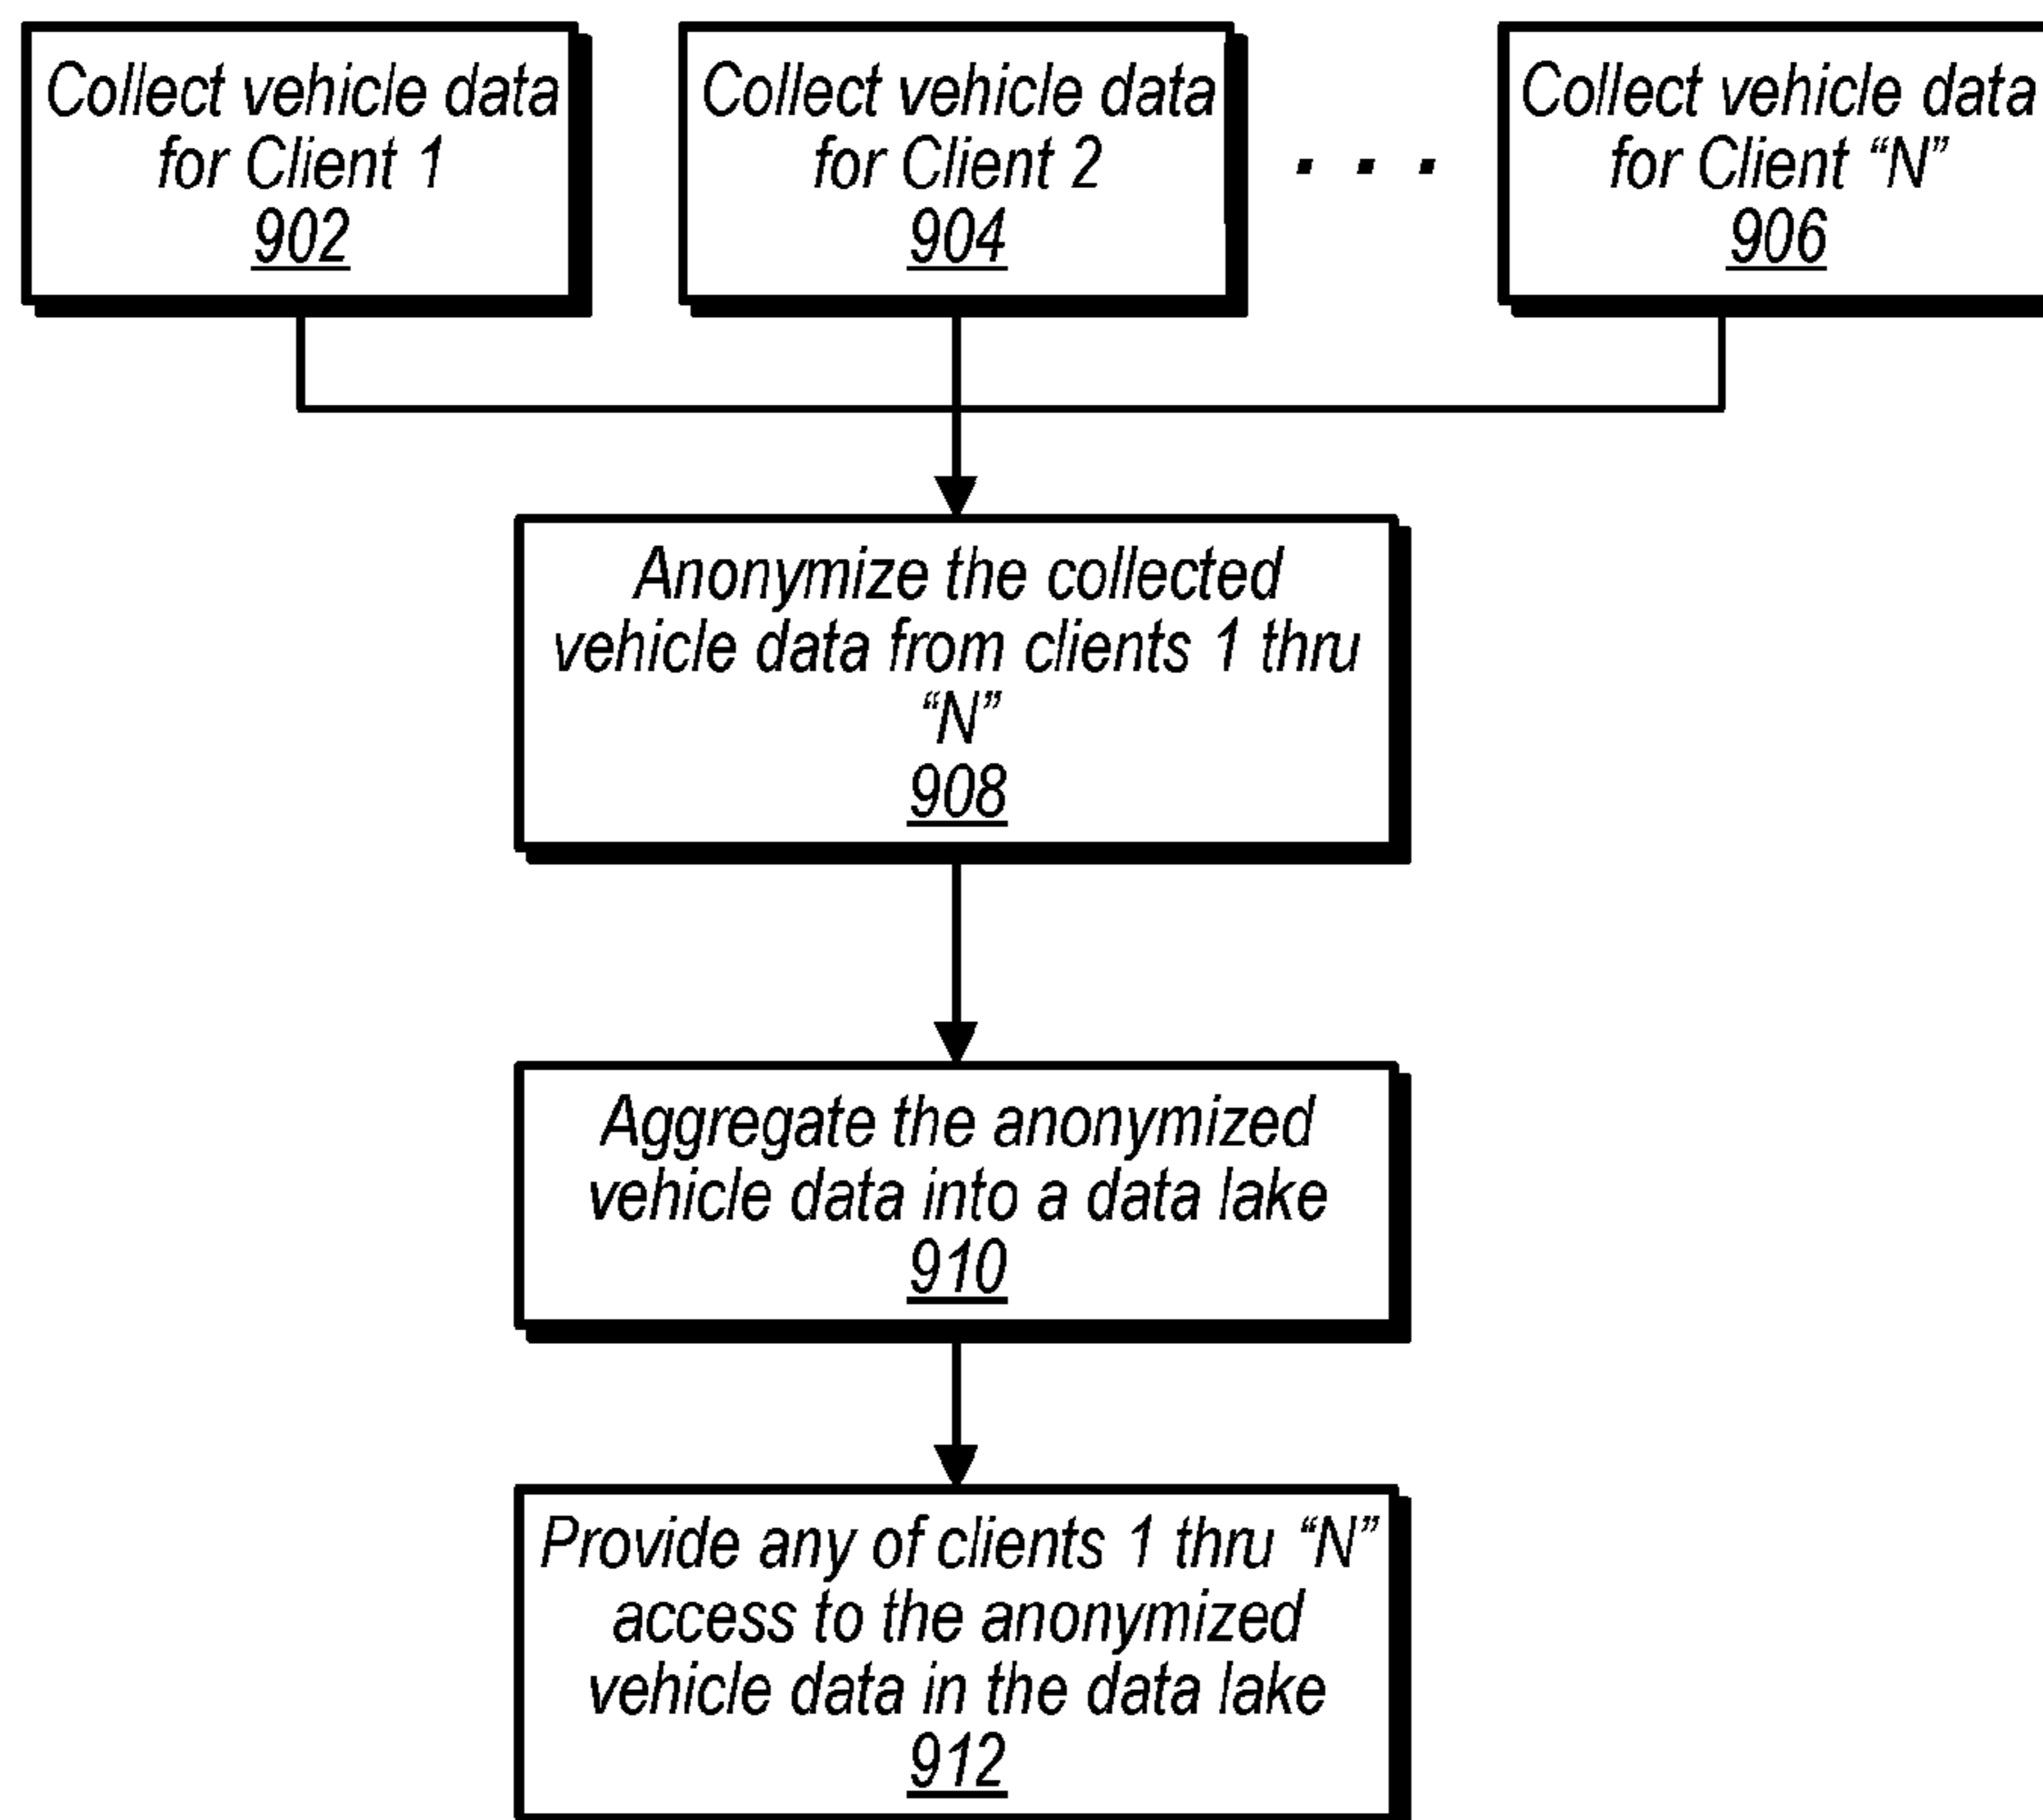 Collect vehicle data
for Client 1
902
Collect vehicle data
for Client 2
904
. . .
Collect vehicle data
for Client “N”
906
Anonymize the collected
vehicle data from clients 1 thru
“N”
908
Aggregate the anonymized
vehicle data into a data lake
910
Provide any of clients 1 thru “N”
access to the anonymized
vehicle data in the data lake
912